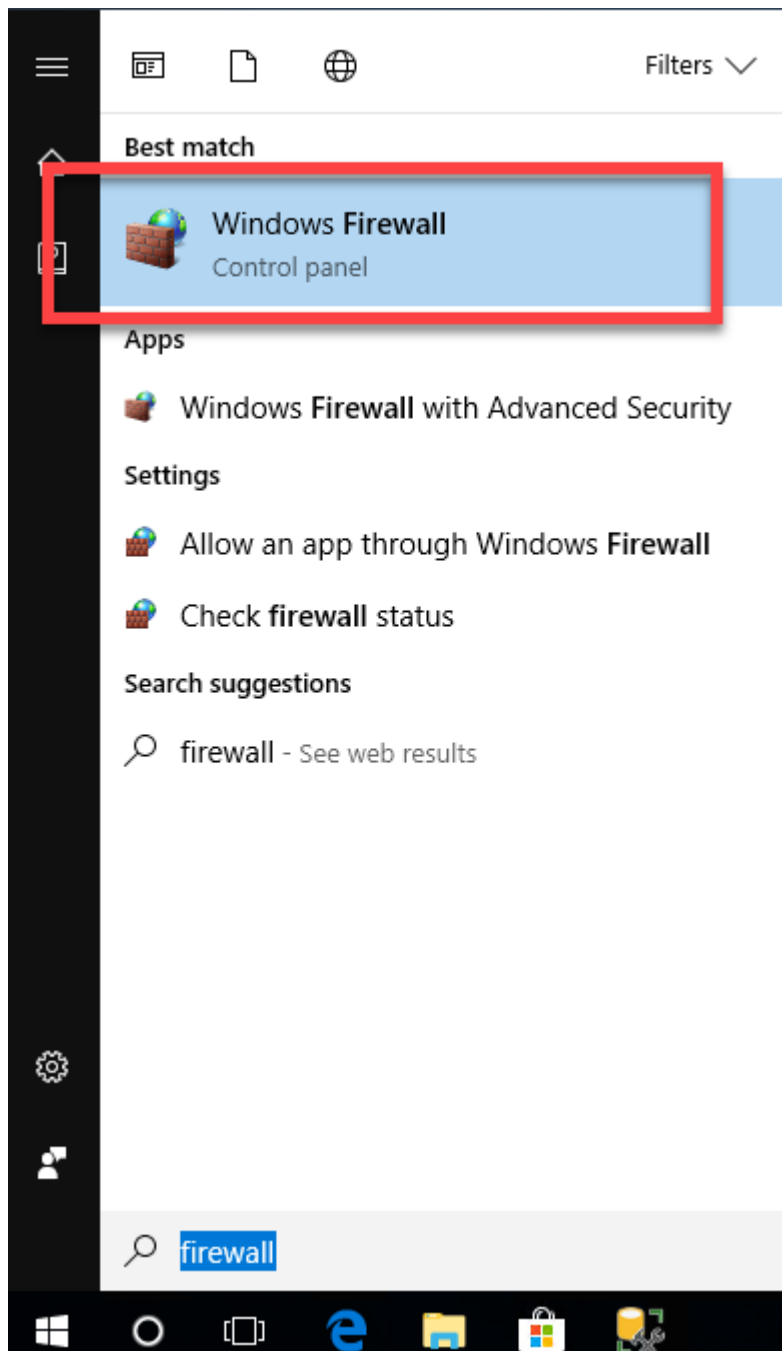 Filters
Best match
Windows Firewall
Control panel
Apps
Windows Firewall with Advanced Security
Settings
Allow an app through Windows Firewall
Check firewall status
Search suggestions
firewall - See web results
firewall